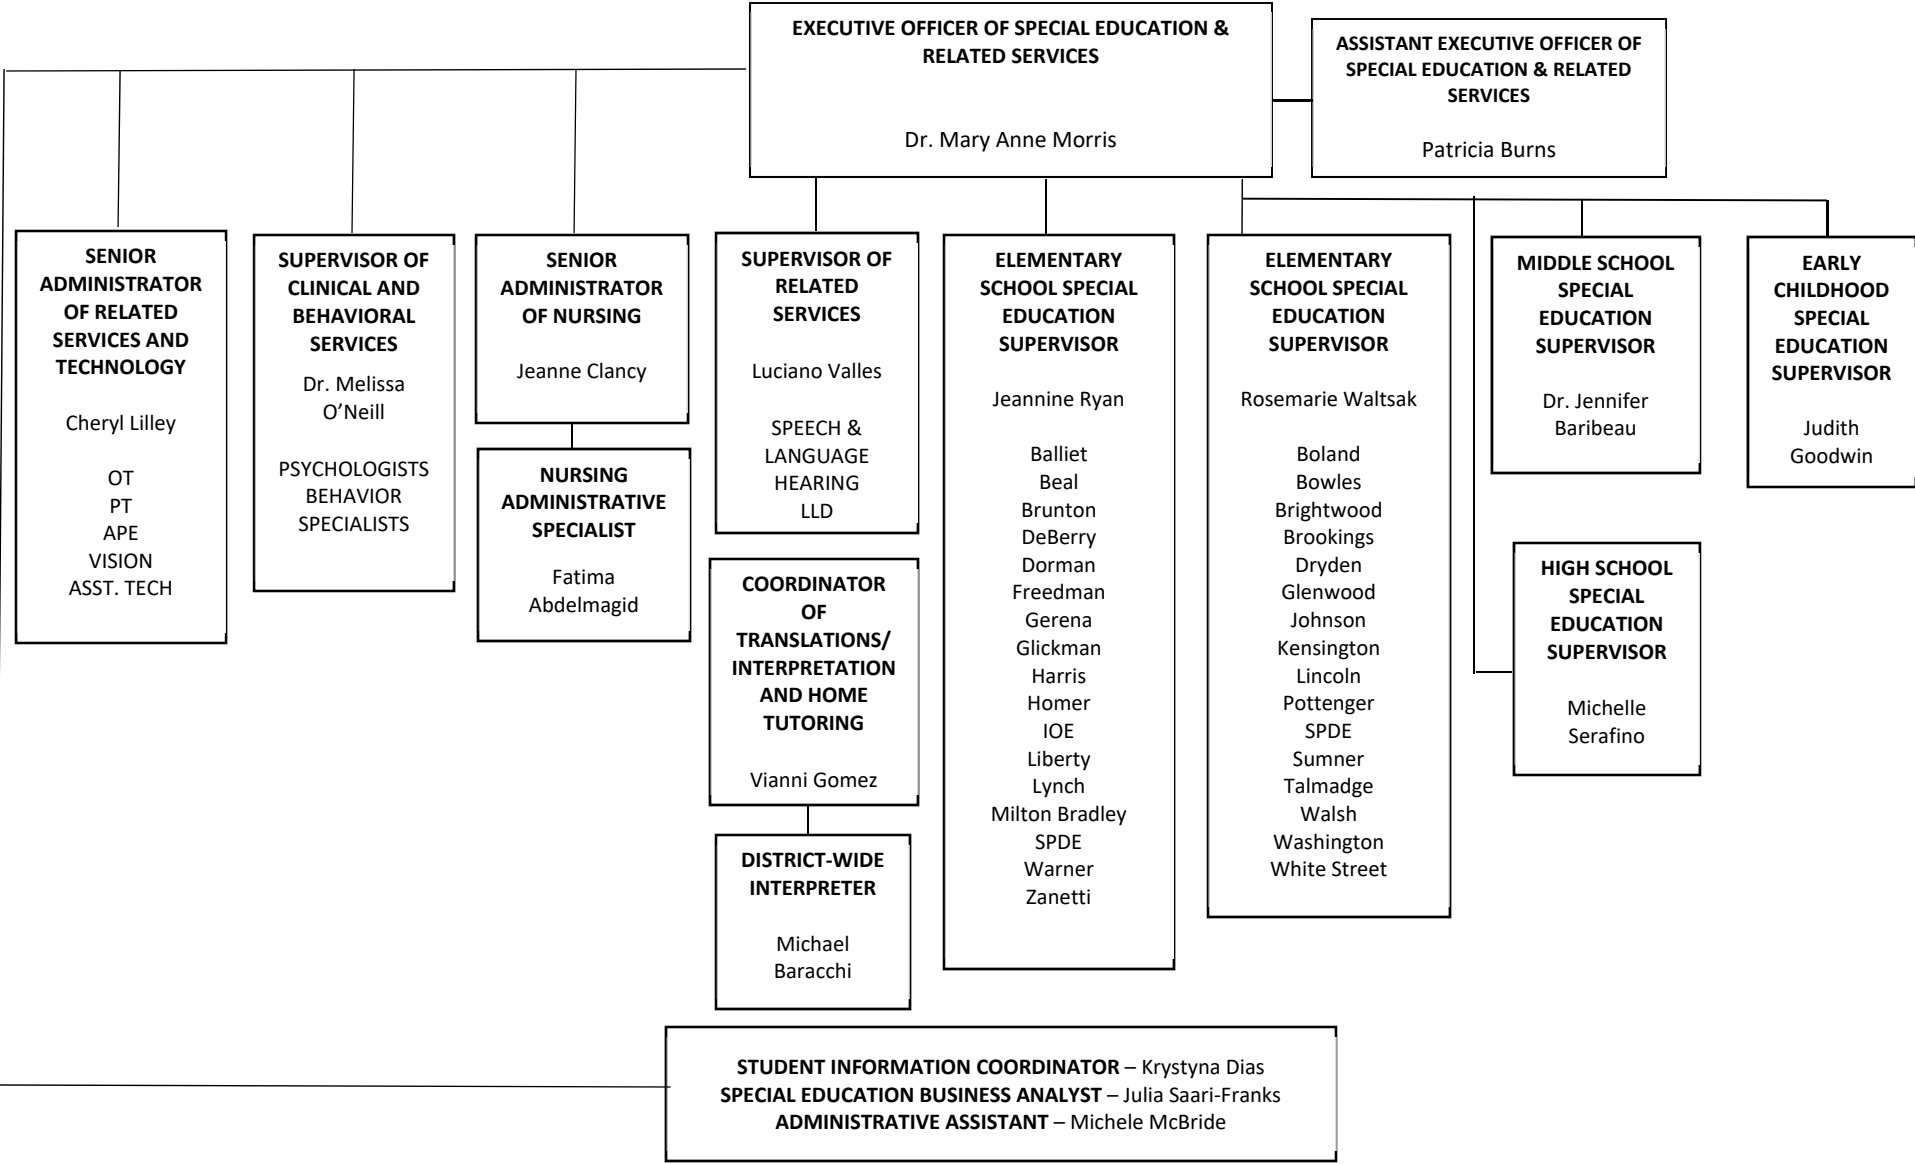 EXECUTIVE OFFICER OF SPECIAL EDUCATION &
RELATED SERVICES
Dr. Mary Anne Morris
ASSISTANT EXECUTIVE OFFICER OF
SPECIAL EDUCATION & RELATED
SERVICES
Patricia Burns
SENIOR
ADMINISTRATOR
OF RELATED
SERVICES AND
TECHNOLOGY
Cheryl Lilley
OT
PT
APE
VISION
ASST. TECH
SUPERVISOR OF
CLINICAL AND
BEHAVIORAL
SERVICES
Dr. Melissa
O’Neill
PSYCHOLOGISTS
BEHAVIOR
SPECIALISTS
SENIOR
ADMINISTRATOR
OF NURSING
Jeanne Clancy
NURSING
ADMINISTRATIVE
SPECIALIST
Fatima
Abdelmagid
SUPERVISOR OF
RELATED
SERVICES
Luciano Valles
SPEECH &
LANGUAGE
HEARING
LLD
COORDINATOR
OF
TRANSLATIONS/
INTERPRETATION
AND HOME
TUTORING
Vianni Gomez
DISTRICT-WIDE
INTERPRETER
Michael
Baracchi
ELEMENTARY
SCHOOL SPECIAL
EDUCATION
SUPERVISOR
Jeannine Ryan
Balliet
Beal
Brunton
DeBerry
Dorman
Freedman
Gerena
Glickman
Harris
Homer
IOE
Liberty
Lynch
Milton Bradley
SPDE
Warner
Zanetti
ELEMENTARY
SCHOOL SPECIAL
EDUCATION
SUPERVISOR
Rosemarie Waltsak
Boland
Bowles
Brightwood
Brookings
Dryden
Glenwood
Johnson
Kensington
Lincoln
Pottenger
SPDE
Sumner
Talmadge
Walsh
Washington
White Street
MIDDLE SCHOOL
SPECIAL
EDUCATION
SUPERVISOR
Dr. Jennifer
Baribeau
HIGH SCHOOL
SPECIAL
EDUCATION
SUPERVISOR
Michelle
Serafino
EARLY
CHILDHOOD
SPECIAL
EDUCATION
SUPERVISOR
Judith
Goodwin
STUDENT INFORMATION COORDINATOR – Krystyna Dias
SPECIAL EDUCATION BUSINESS ANALYST – Julia Saari-Franks
ADMINISTRATIVE ASSISTANT – Michele McBride